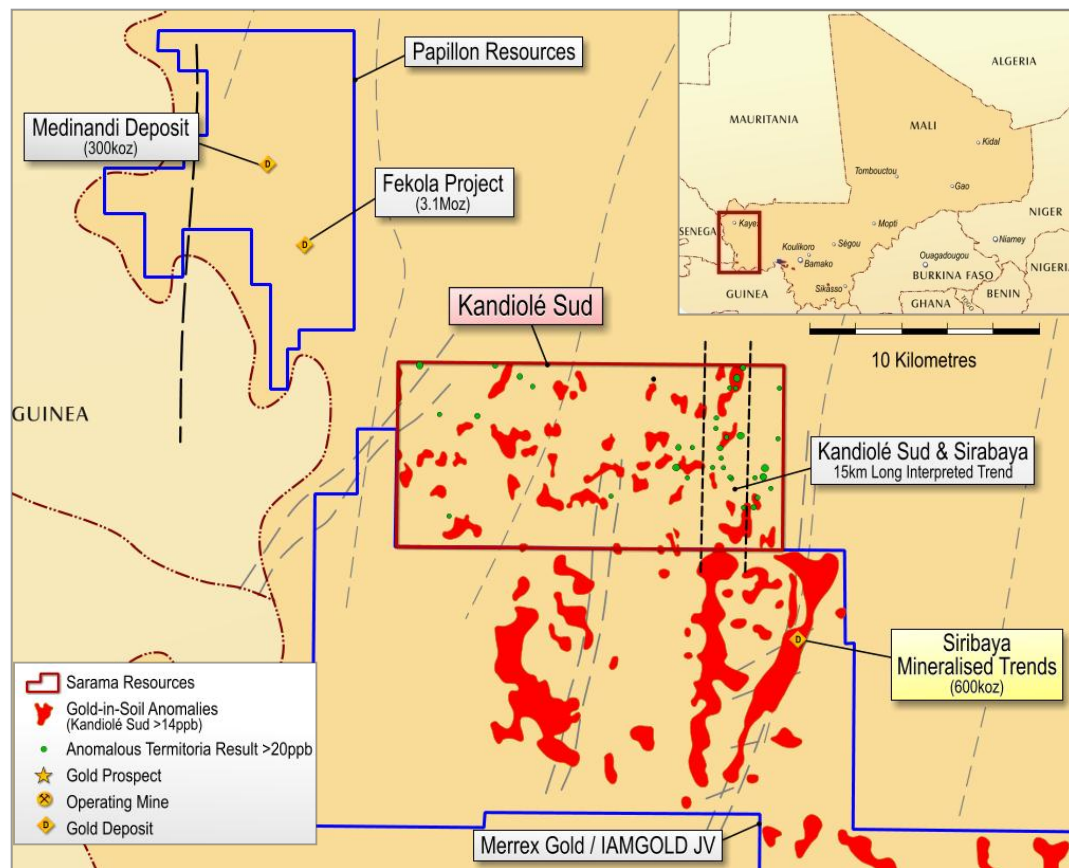 Papillon Resources
Medinandi Deposit
(300koz)
Fekola Project
(3.1Moz)
Kandiolé Sud
GUINEA
ALGERIA
MAURITANIA
MALI
Kidal
Tombouctou
Gao
Kayes
Mopti
NIGER
SENEGA
Ségou
Niamey
Koulikoro
Bamako
Ouagadougou
NIGERI
BURKINA FASO
Sikasso
GUINEA
GHANA
BENIN
10 Kilometres
Kandiolé Sud & Sirabaya
15km Long Interpreted Trend
Siribaya
Mineralised Trends
(600koz)
Merrex Gold / IAMGOLD JV
Sarama Resources
Gold-in-Soil Anomalies
(Kandiolé Sud >14ppb)
Anomalous Termitoria Result >20ppb
Gold Prospect
Operating Mine
D Gold Deposit
D
D
D